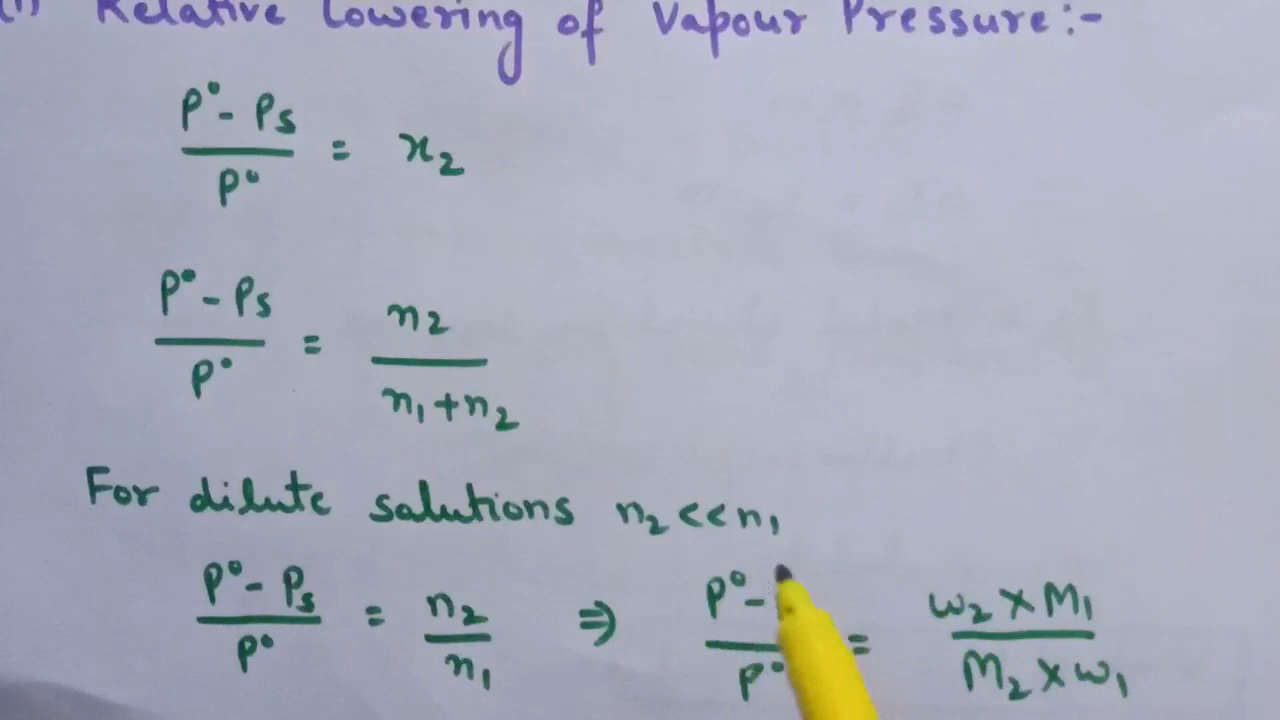 (1) Relative lowering of Vapour Pressure:-
P° - Ps / P° = x2
P° - Ps / P° = n2 / n1 + n2
For dilute solutions n2 << n1
P° - Ps / P° = n2 / n1 ⇒ P° - / P° = w2 × M1 / M2 × w1